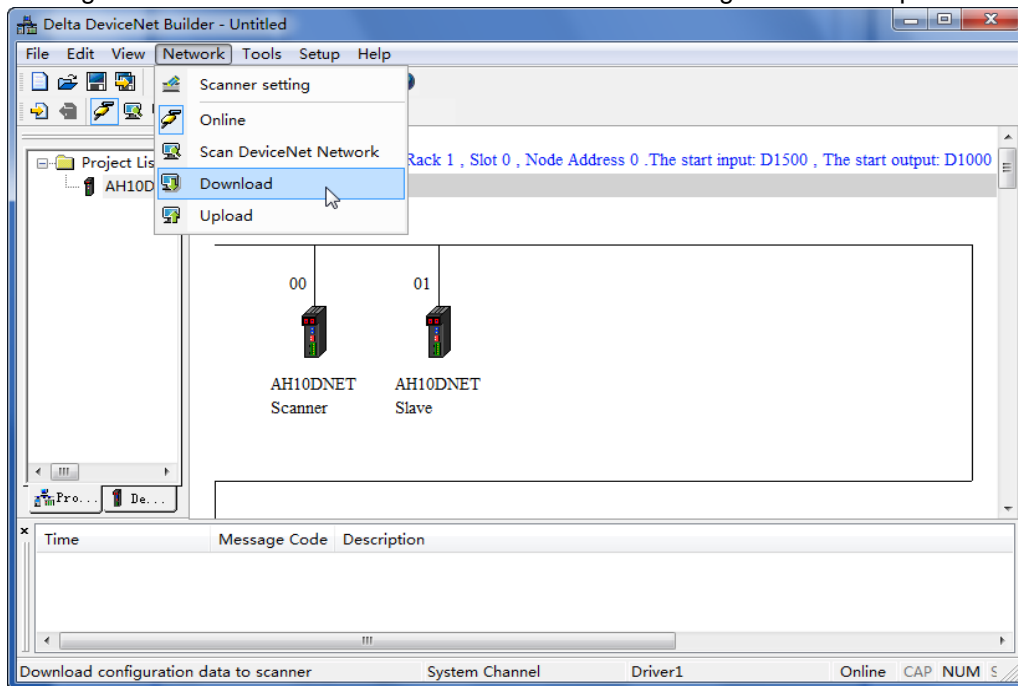 Delta DeviceNet Builder - Untitled
File Edit View Network Tools Setup Help
Scanner setting
Online
Scan DeviceNet Network
Download
Upload
Project Lis
AH10D
Rack 1 , Slot 0 , Node Address 0 .The start input: D1500 , The start output: D1000
00 01
AH10DNET AH10DNET
Scanner Slave
Pro... De...
Time Message Code Description
Download configuration data to scanner System Channel Driver1 Online CAP NUM S